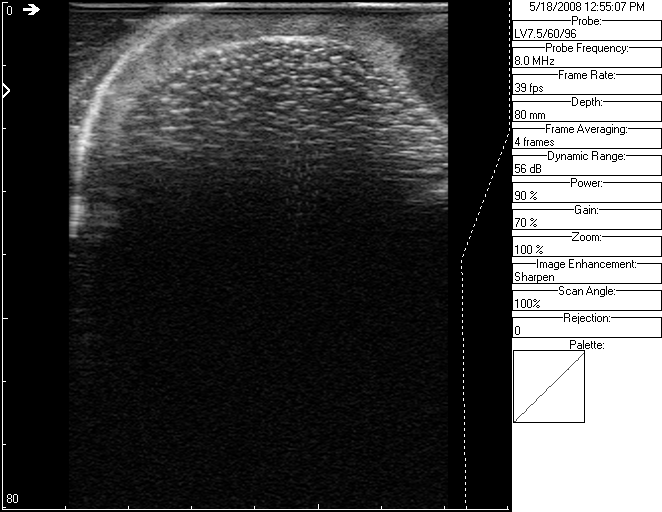 0
80
5/18/2008 12:55:07 PM
Probe:
LV7.5/60/96
Probe Frequency:
8.0 MHz
Frame Rate:
39 fps
Depth:
80 mm
Frame Averaging:
4 frames
Dynamic Range:
56 dB
Power:
90 %
Gain:
70 %
Zoom:
100 %
Image Enhancement:
Sharpen
Scan Angle:
100%
Rejection:
0
Palette: